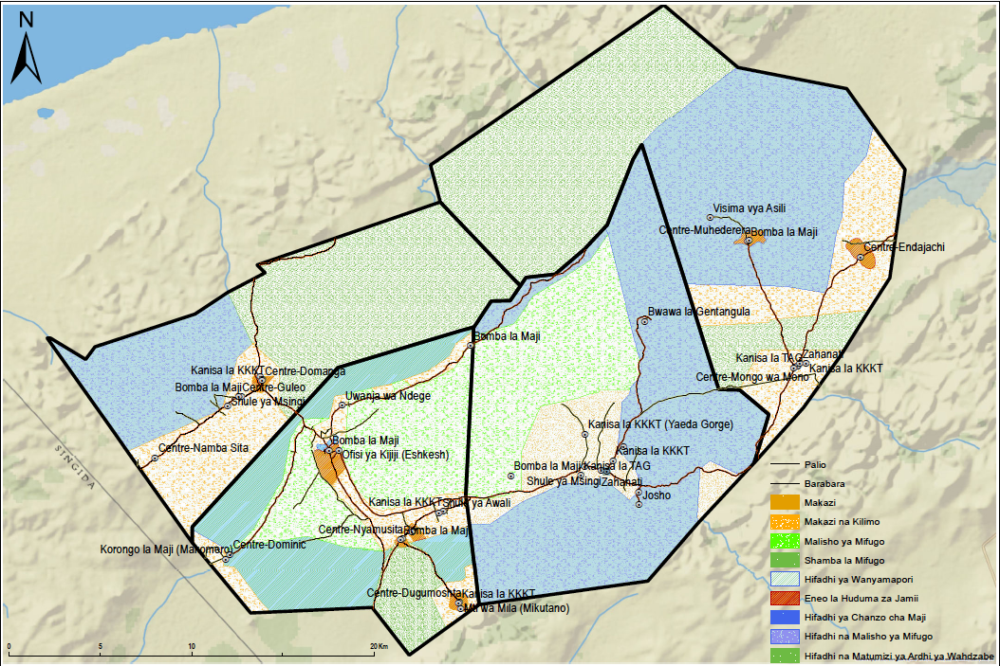 N
Visima vya Asili
Centre-Muhederera
Bomba la Maji
Centre-Endajachi
Bwawa la Gentangula
Bomba la Maji
Kanisa la TAG
Zahanati
Kanisa la KKKT
Kanisa la KKKT
Centre-Domanga
Centre-Mongo wa Mono
Bomba la Maji
Centre-Guleo
Shule ya Msingi
Uwanja wa Ndege
Kanisa la KKKT (Yaeda Gorge)
Centre-Namba Sita
Bomba la Maji
Ofisi ya Kijiji (Eshkesh)
Kanisa la KKKT
SINGIDA
Bomba la Maji
Kanisa la TAG
Shule ya Msingi
Zahanati
Josho
Kanisa la KKKT
Shule ya Awali
Centre-Nyamusita
Bomba la Maji
Centre-Dominic
Korongo la Maji (Manomero)
Centre-Dugumoshta
Kanisa la KKKT
Mti wa Mila (Mikutano)
Palio
Barabara
Makazi
Makazi na Kilimo
Malisho ya Mifugo
Shamba la Mifugo
Hifadhi ya Wanyamapori
Eneo la Huduma za Jamii
Hifadhi ya Chanzo cha Maji
Hifadhi na Malisho ya Mifugo
Hifadhi na Matumizi ya Ardhi ya Wahdzabe
0 5 10 20 Km